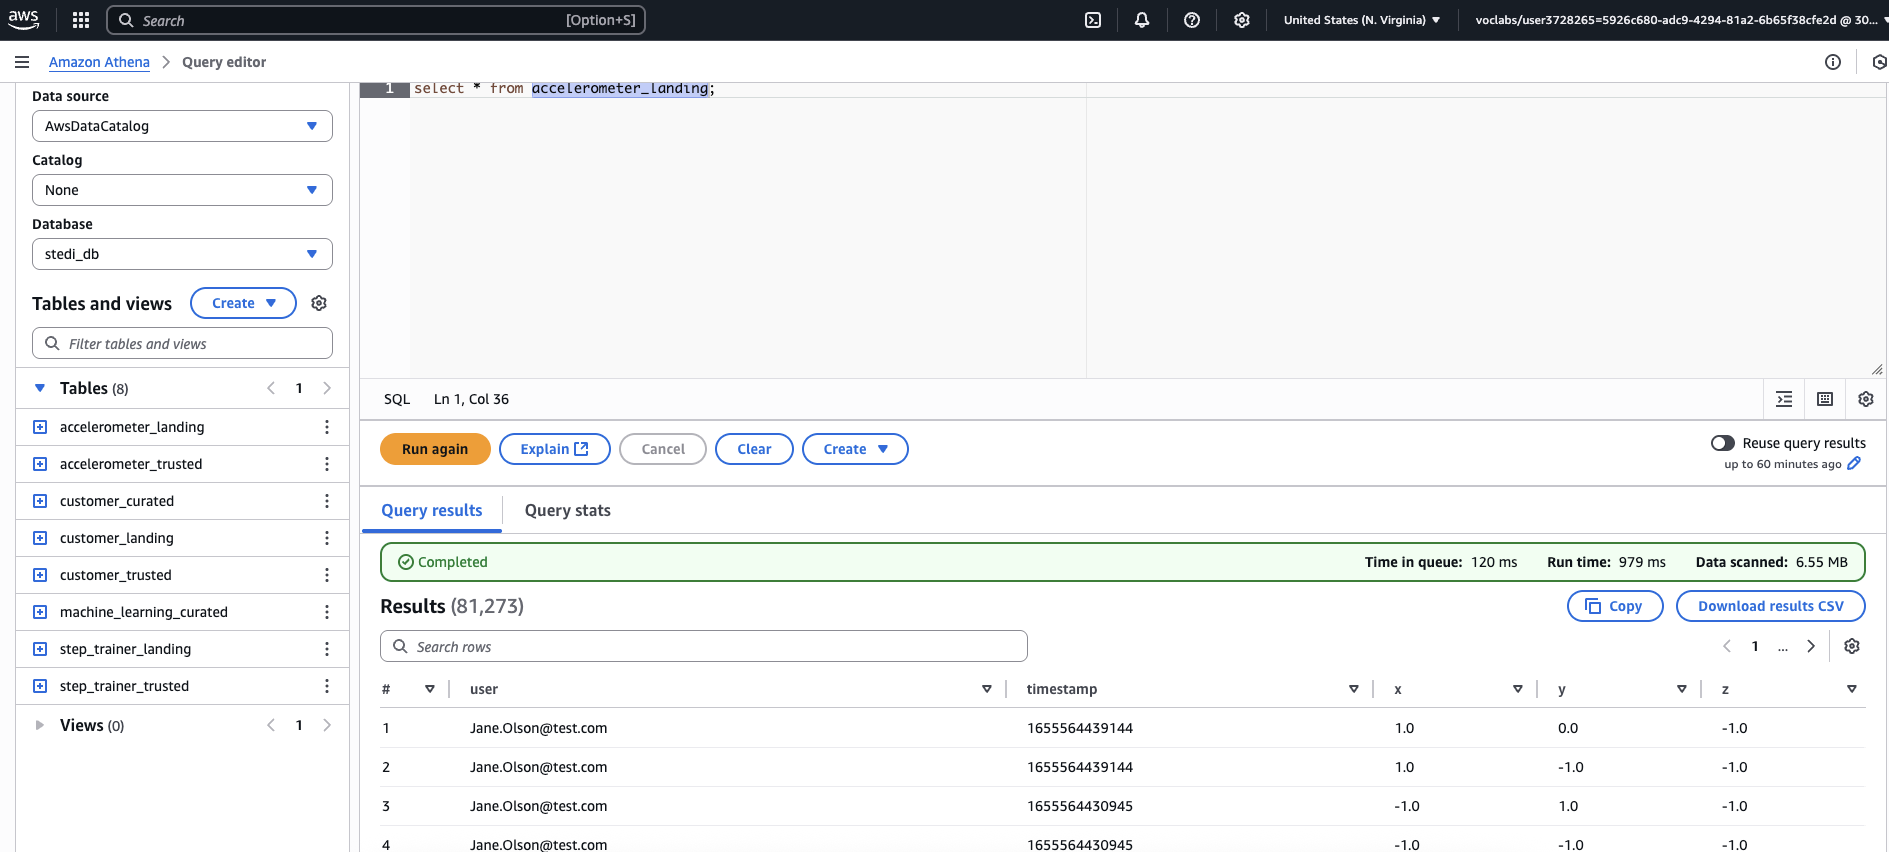 aws
Search
[Option+S]
United States (N. Virginia)
voclabs/user3728265=5926c680-adc9-4294-81a2-6b65f38cfe2d @ 30...
Amazon Athena
Query editor
Data source
AwsDataCatalog
Catalog
None
Database
stedi_db
Tables and views
Create
Filter tables and views
Tables (8)
1
accelerometer_landing
accelerometer_trusted
customer_curated
customer_landing
customer_trusted
machine_learning_curated
step_trainer_landing
step_trainer_trusted
Views (0)
1
1 select * from accelerometer_landing;
SQL
Ln 1, Col 36
Run again
Explain
Cancel
Clear
Create
Reuse query results
up to 60 minutes ago
Query results
Query stats
Completed
Time in queue: 120 ms
Run time: 979 ms
Data scanned: 6.55 MB
Results (81,273)
Copy
Download results CSV
Search rows
1 ...
# user timestamp x y z
1 Jane.Olson@test.com 1655564439144 1.0 0.0 -1.0
2 Jane.Olson@test.com 1655564439144 1.0 -1.0 -1.0
3 Jane.Olson@test.com 1655564430945 -1.0 1.0 -1.0
4 Jane.Olson@test.com 1655564430945 -1.0 -1.0 -1.0